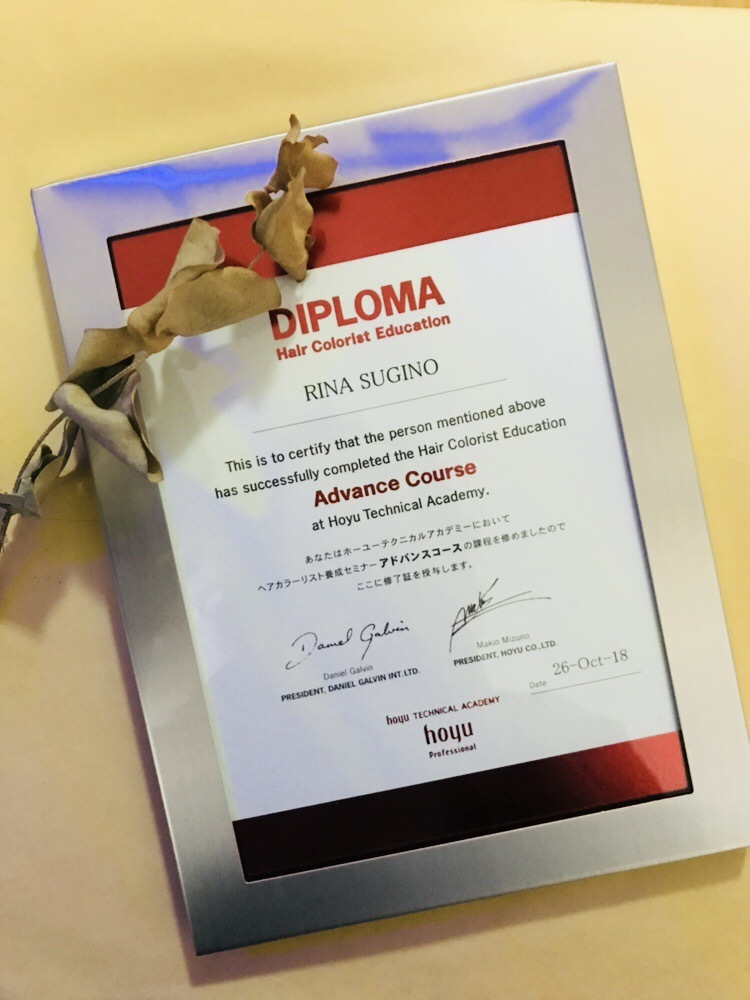 DIPLOMA
Hair Colorist Education
RINA SUGINO
This is to certify that the person mentioned above
has successfully completed the Hair Colorist Education
Advance Course
at Hoyu Technical Academy.
あなたはホーユーテクニカルアカデミーにおいて
ヘアカラーリスト養成セミナーアドバンスコースの課程を修めましたので
ここに修了証を授与します。
Daniel Galvin
Daniel Galvin
PRESIDENT, DANIEL GALVIN INT.LTD.
Makio Mizuno
PRESIDENT, HOYU CO.,LTD.
Date 26-Oct-18
hoyu TECHNICAL ACADEMY
hoyu
Professional